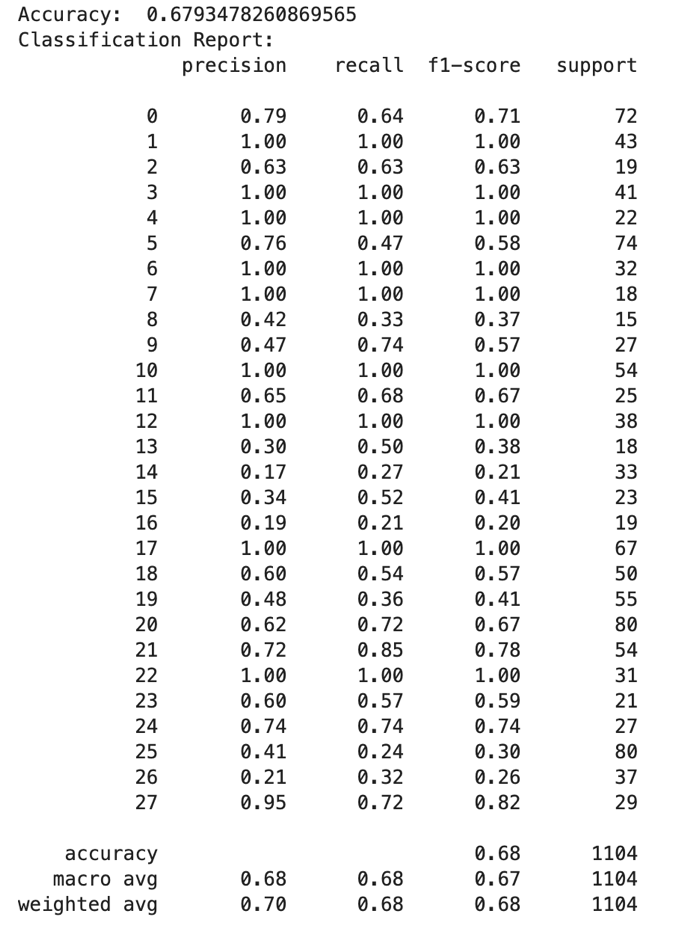 Accuracy:  0.6793478260869565
Classification Report:
precision recall f1-score support
0 0.79 0.64 0.71 72
1 1.00 1.00 1.00 43
2 0.63 0.63 0.63 19
3 1.00 1.00 1.00 41
4 1.00 1.00 1.00 22
5 0.76 0.47 0.58 74
6 1.00 1.00 1.00 32
7 1.00 1.00 1.00 18
8 0.42 0.33 0.37 15
9 0.47 0.74 0.57 27
10 1.00 1.00 1.00 54
11 0.65 0.68 0.67 25
12 1.00 1.00 1.00 38
13 0.30 0.50 0.38 18
14 0.17 0.27 0.21 33
15 0.34 0.52 0.41 23
16 0.19 0.21 0.20 19
17 1.00 1.00 1.00 67
18 0.60 0.54 0.57 50
19 0.48 0.36 0.41 55
20 0.62 0.72 0.67 80
21 0.72 0.85 0.78 54
22 1.00 1.00 1.00 31
23 0.60 0.57 0.59 21
24 0.74 0.74 0.74 27
25 0.41 0.24 0.30 80
26 0.21 0.32 0.26 37
27 0.95 0.72 0.82 29
accuracy 0.68 1104
macro avg 0.68 0.68 0.67 1104
weighted avg 0.70 0.68 0.68 1104